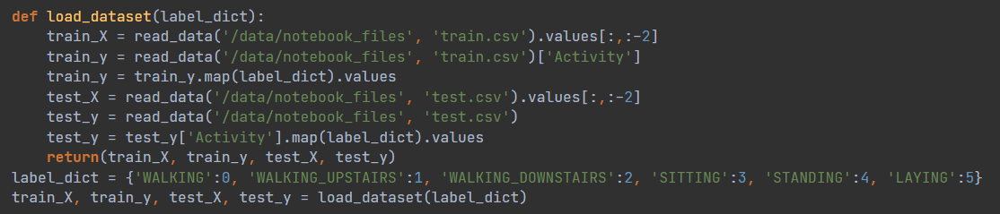 def load_dataset(label_dict):
    train_X = read_data('/data/notebook_files', 'train.csv').values[:,:-2]
    train_y = read_data('/data/notebook_files', 'train.csv')['Activity']
    train_y = train_y.map(label_dict).values
    test_X = read_data('/data/notebook_files', 'test.csv').values[:,:-2]
    test_y = read_data('/data/notebook_files', 'test.csv')
    test_y = test_y['Activity'].map(label_dict).values
    return(train_X, train_y, test_X, test_y)
label_dict = {'WALKING':0, 'WALKING_UPSTAIRS':1, 'WALKING_DOWNSTAIRS':2, 'SITTING':3, 'STANDING':4, 'LAYING':5}
train_X, train_y, test_X, test_y = load_dataset(label_dict)